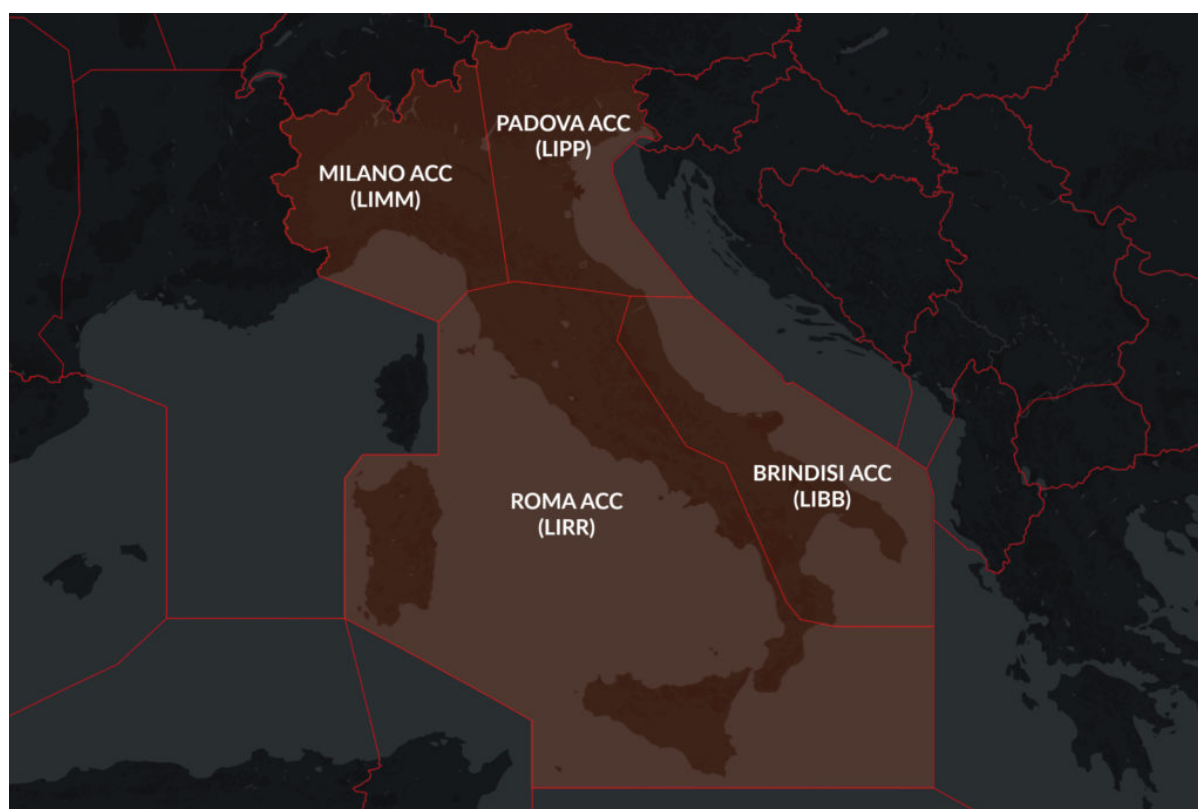 PADOVA ACC
(LIPP)
MILANO ACC
(LIMM)
BRINDISI ACC
(LIBB)
ROMA ACC
(LIRR)